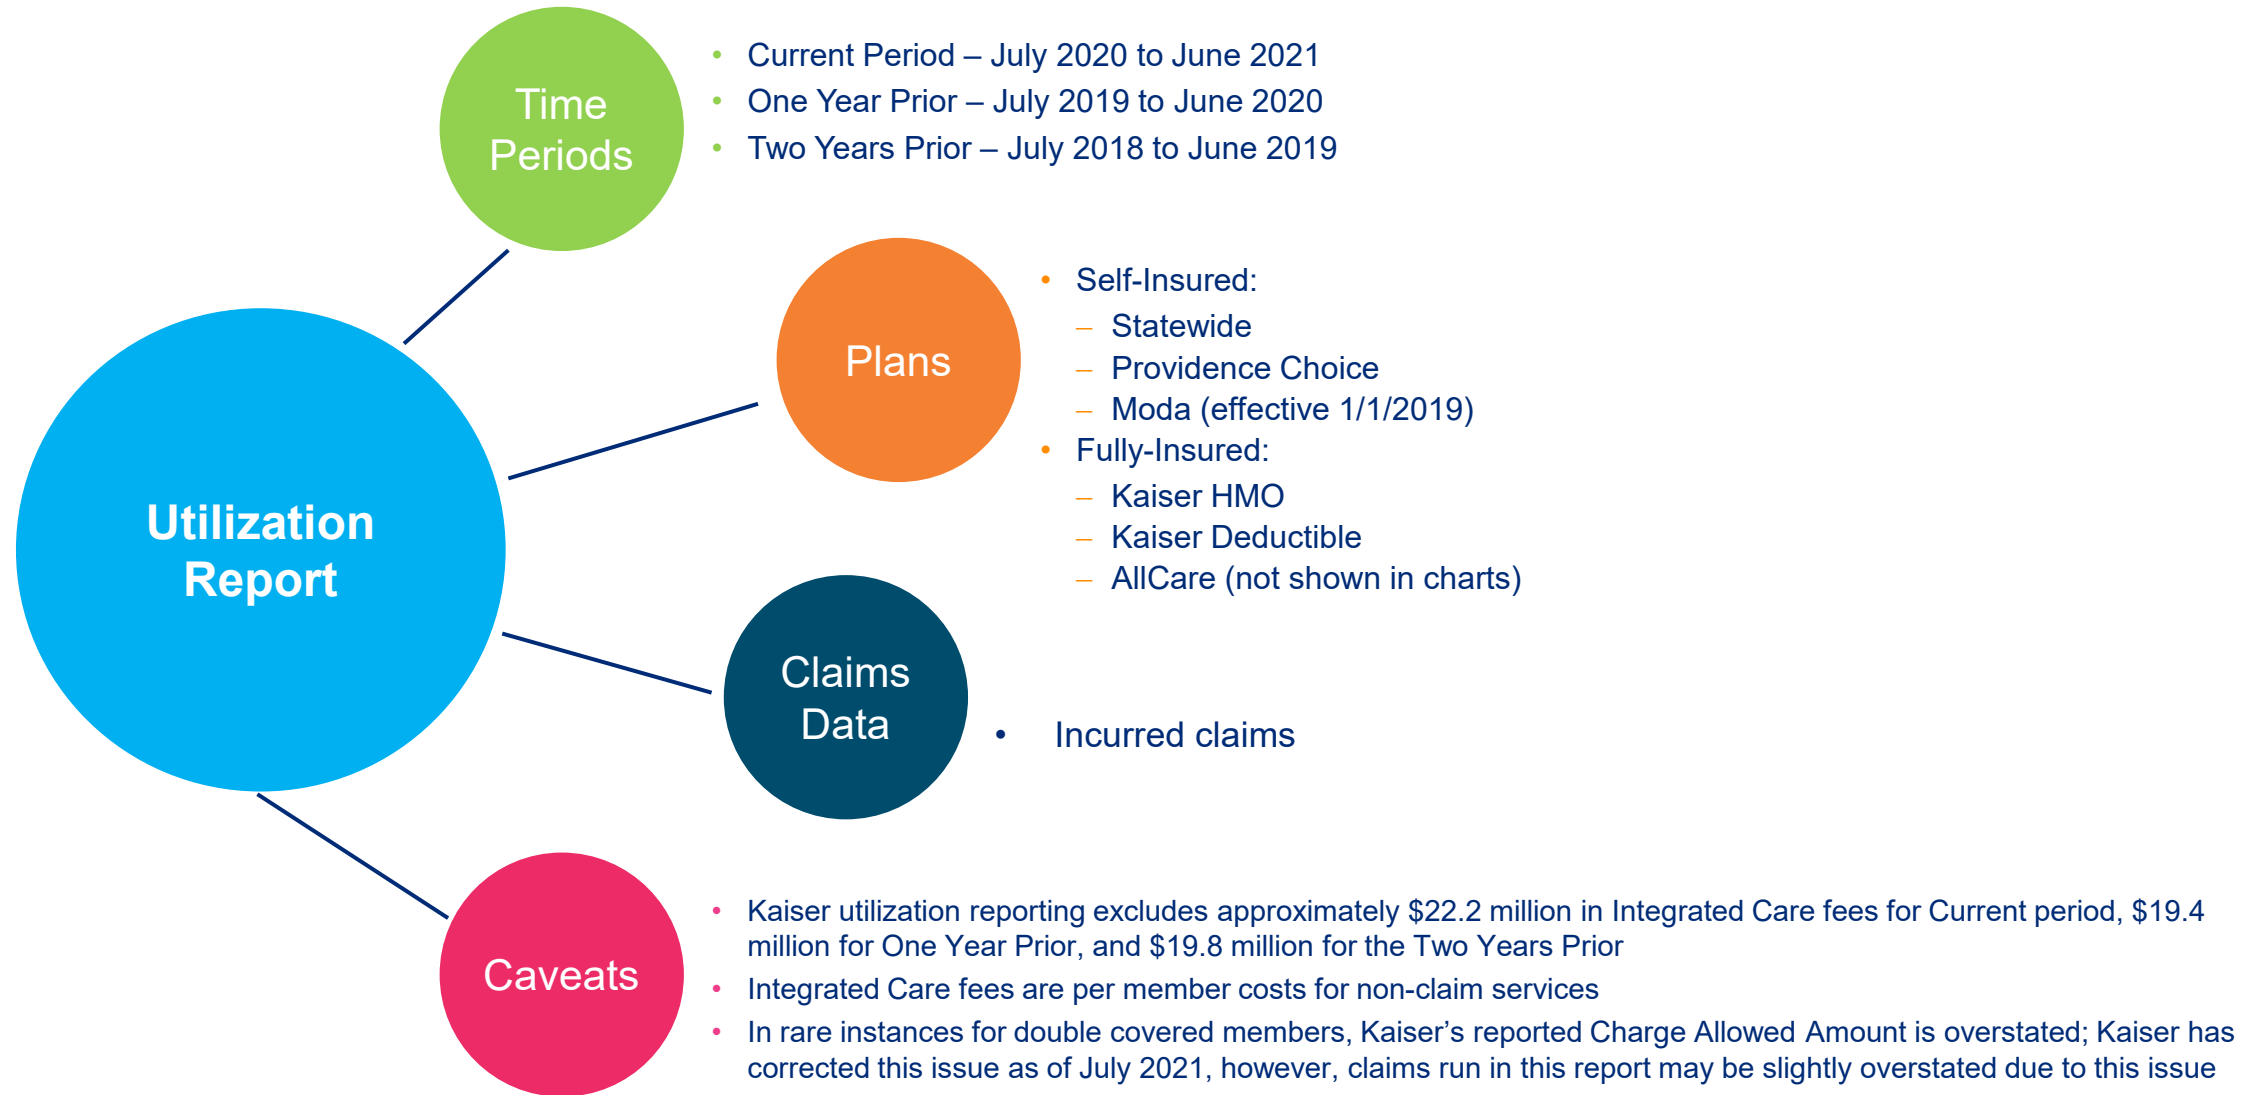 Time
Periods
• Current Period – July 2020 to June 2021
• One Year Prior – July 2019 to June 2020
• Two Years Prior – July 2018 to June 2019
Plans
• Self-Insured:
– Statewide
– Providence Choice
– Moda (effective 1/1/2019)
• Fully-Insured:
– Kaiser HMO
– Kaiser Deductible
– AllCare (not shown in charts)
Utilization
Report
Claims
Data
• Incurred claims
Caveats
• Kaiser utilization reporting excludes approximately $22.2 million in Integrated Care fees for Current period, $19.4
million for One Year Prior, and $19.8 million for the Two Years Prior
• Integrated Care fees are per member costs for non-claim services
• In rare instances for double covered members, Kaiser’s reported Charge Allowed Amount is overstated; Kaiser has
corrected this issue as of July 2021, however, claims run in this report may be slightly overstated due to this issue